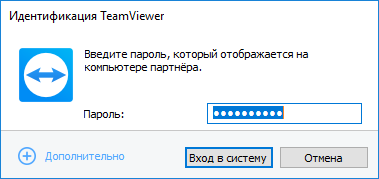 Идентификация TeamViewer
Введите пароль, который отображается на
компьютере партнёра.
Пароль: ●●●●●●●●●●
Дополнительно
Вход в систему
Отмена